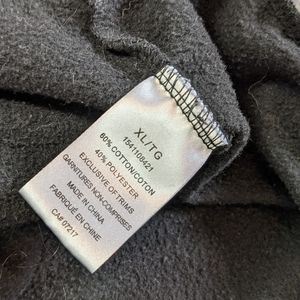 XL/TG
1541108421
60% COTTON/COTON
40% POLYESTER
EXCLUSIVE OF TRIMS
GARNITURES NON-COMPRISES
MADE IN CHINA
FABRIQUÉ EN CHINE
CA# 07217